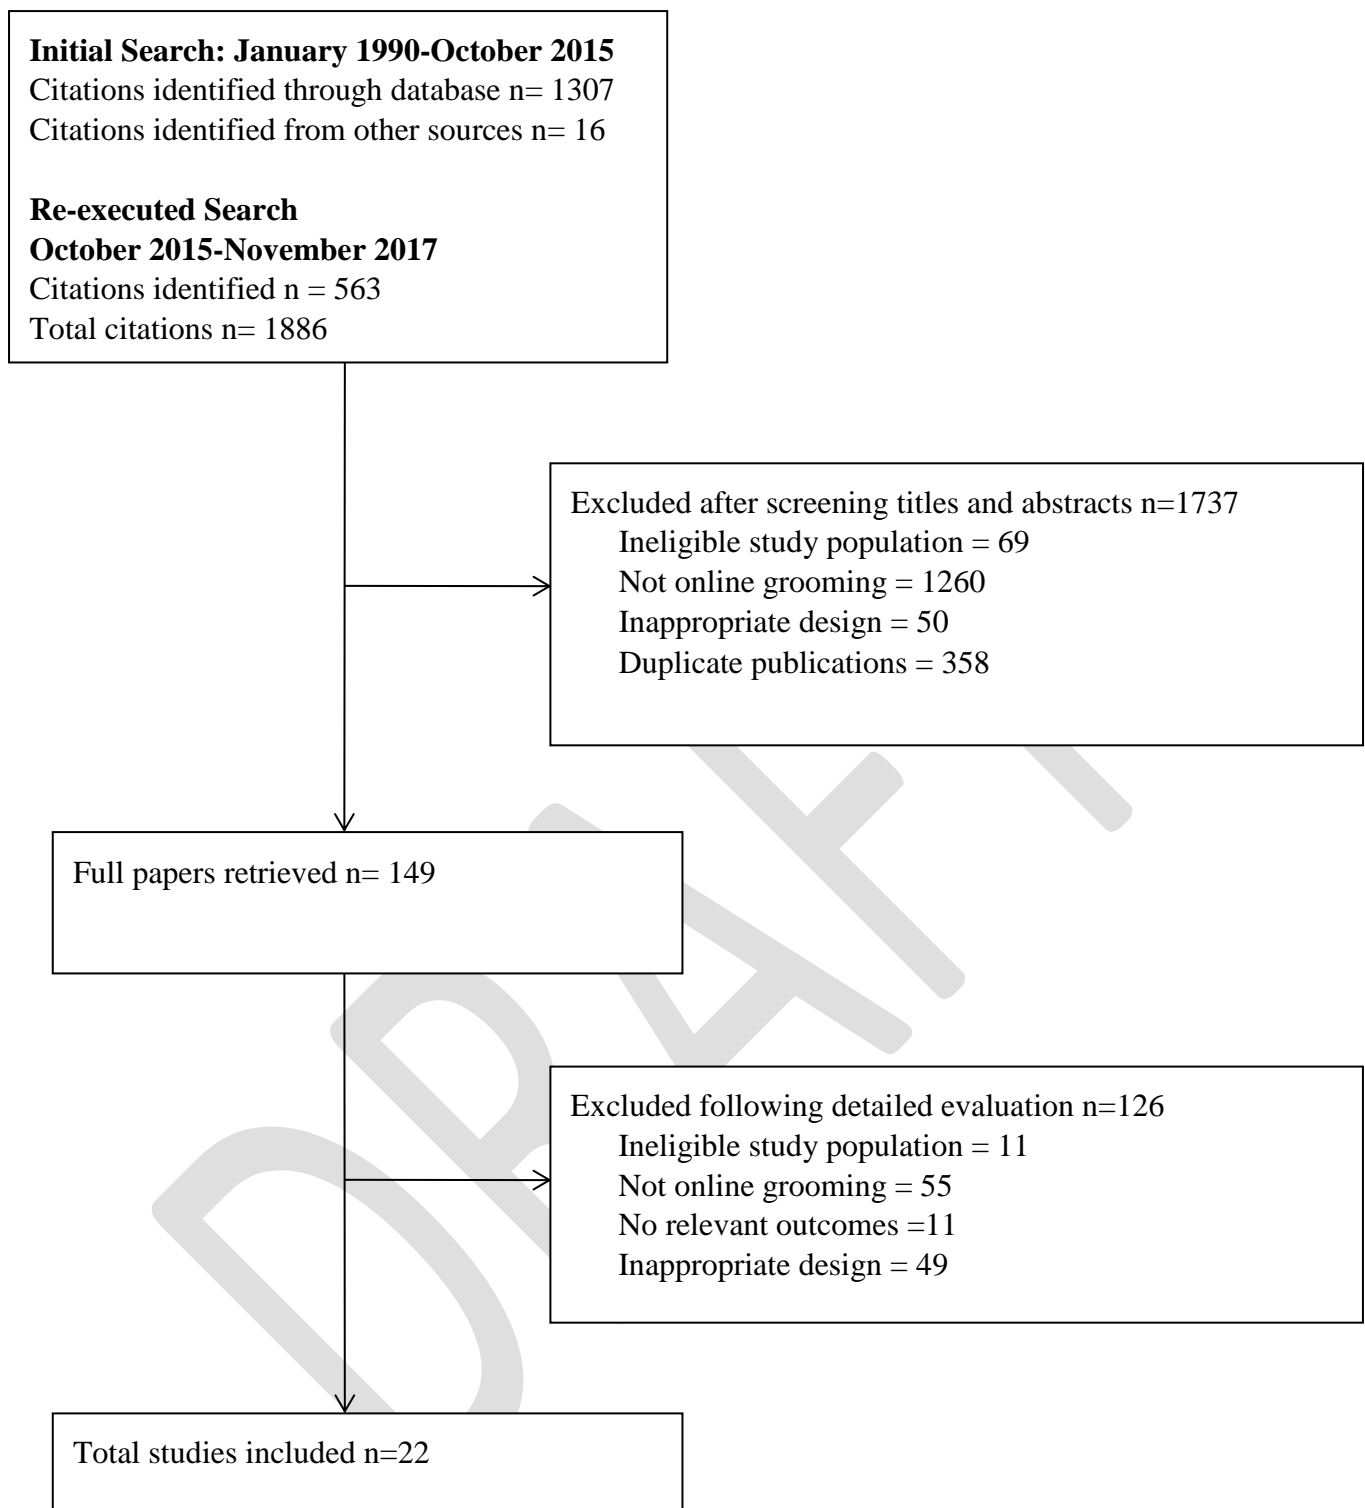 Initial Search: January 1990-October 2015
Citations identified through database n= 1307
Citations identified from other sources n= 16
Re-executed Search
October 2015-November 2017
Citations identified n = 563
Total citations n= 1886
Excluded after screening titles and abstracts n=1737
Ineligible study population = 69
Not online grooming = 1260
Inappropriate design = 50
Duplicate publications = 358
Full papers retrieved n= 149
Excluded following detailed evaluation n=126
Ineligible study population = 11
Not online grooming = 55
No relevant outcomes =11
Inappropriate design = 49
Total studies included n=22
DRAFT